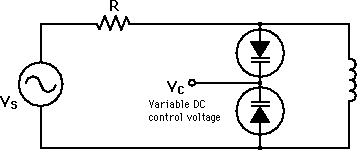 R
Vc
Vs
Variable DC
control voltage